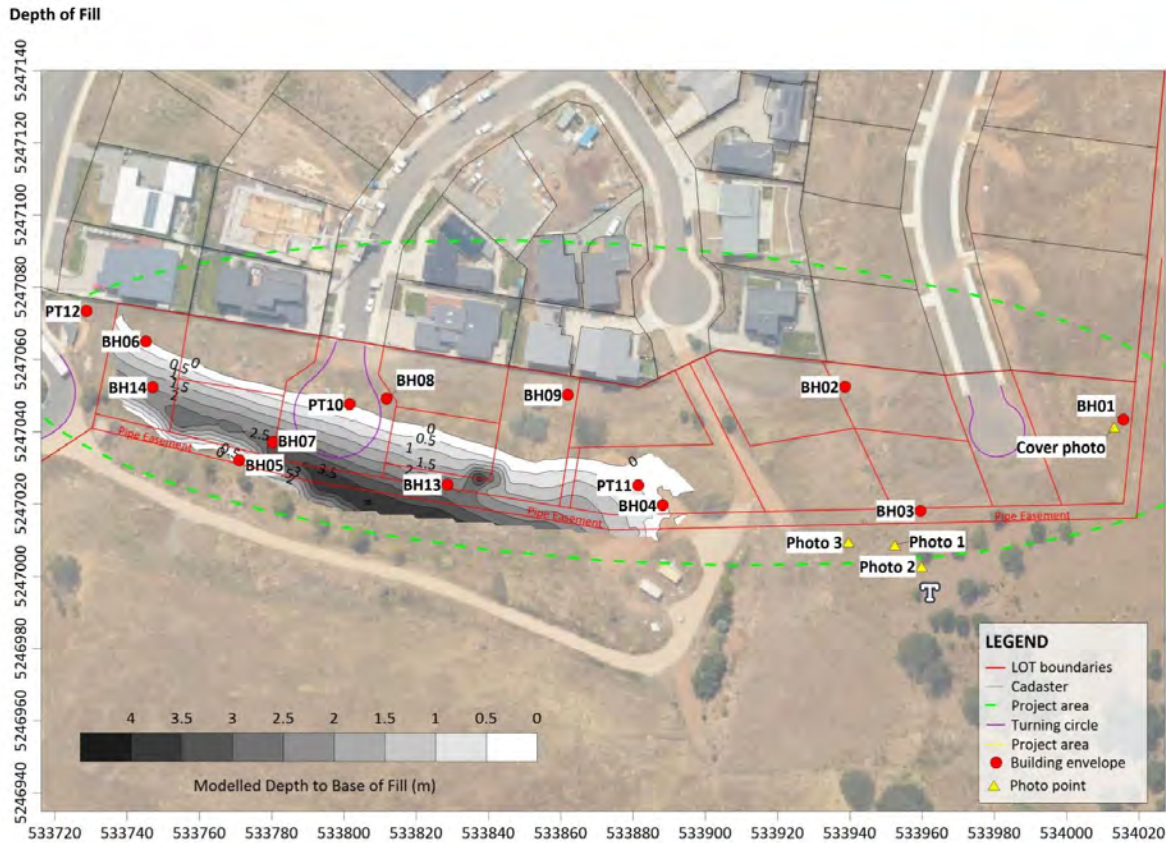 Depth of Fill
5247140
5247120
5247100
5247080
5247060
5247040
5247020
5247000
5246980
5246960
5246940
PT12
BH06
BH14
PT10
BH08
BH09
BH02
BH01
Cover photo
BH07
BH05
BH13
PT11
BH04
BH03
Pipe Easement
Pipe Easement
Pipe Easement
0
0.5
1
1.5
2
2.5
0.5
0
0
0.5
1
1.5
2
0
Photo 3
Photo 1
Photo 2
T
LEGEND
LOT boundaries
Cadaster
Project area
Turning circle
Project area
Building envelope
Photo point
4 3.5 3 2.5 2 1.5 1 0.5 0
Modelled Depth to Base of Fill (m)
533720 533740 533760 533780 533800 533820 533840 533860 533880 533900 533920 533940 533960 533980 534000 534020